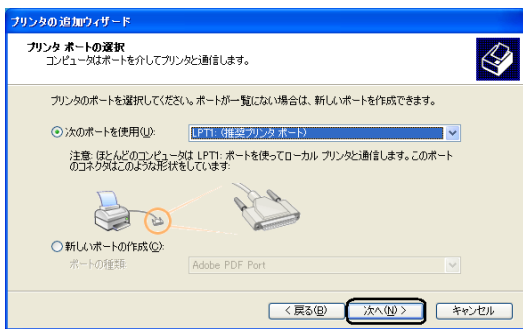 プリンタの追加ウィザード
プリンタ ポートの選択
コンピュータはポートを介してプリンタと通信します。
プリンタのポートを選択してください。ポートが一覧にない場合は、新しいポートを作成できます。
次のポートを使用(U):
LPT1: (推奨プリンタ ポート)
注意: ほとんどのコンピュータは LPT1: ポートを使ってローカル プリンタと通信します。このポート
のコネクタはこのような形状をしています:
新しいポートの作成(C):
ポートの種類
Adobe PDF Port
< 戻る(B)
次へ(N) >
キャンセル